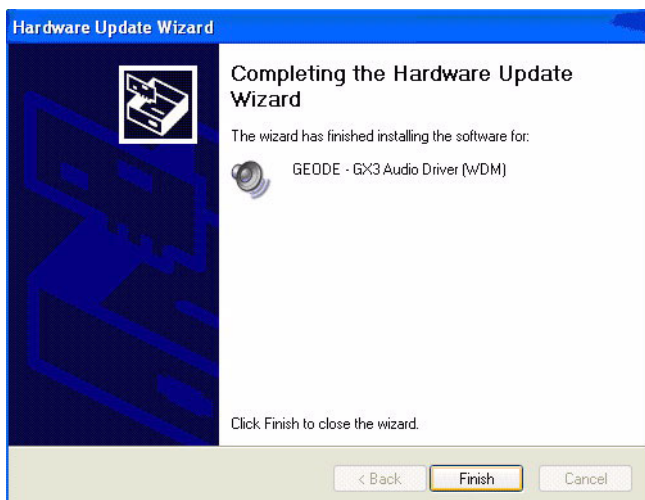 Hardware Update Wizard
Completing the Hardware Update
Wizard
The wizard has finished installing the software for:
GEODE - GX3 Audio Driver (WDM)
Click Finish to close the wizard.
< Back
Finish
Cancel